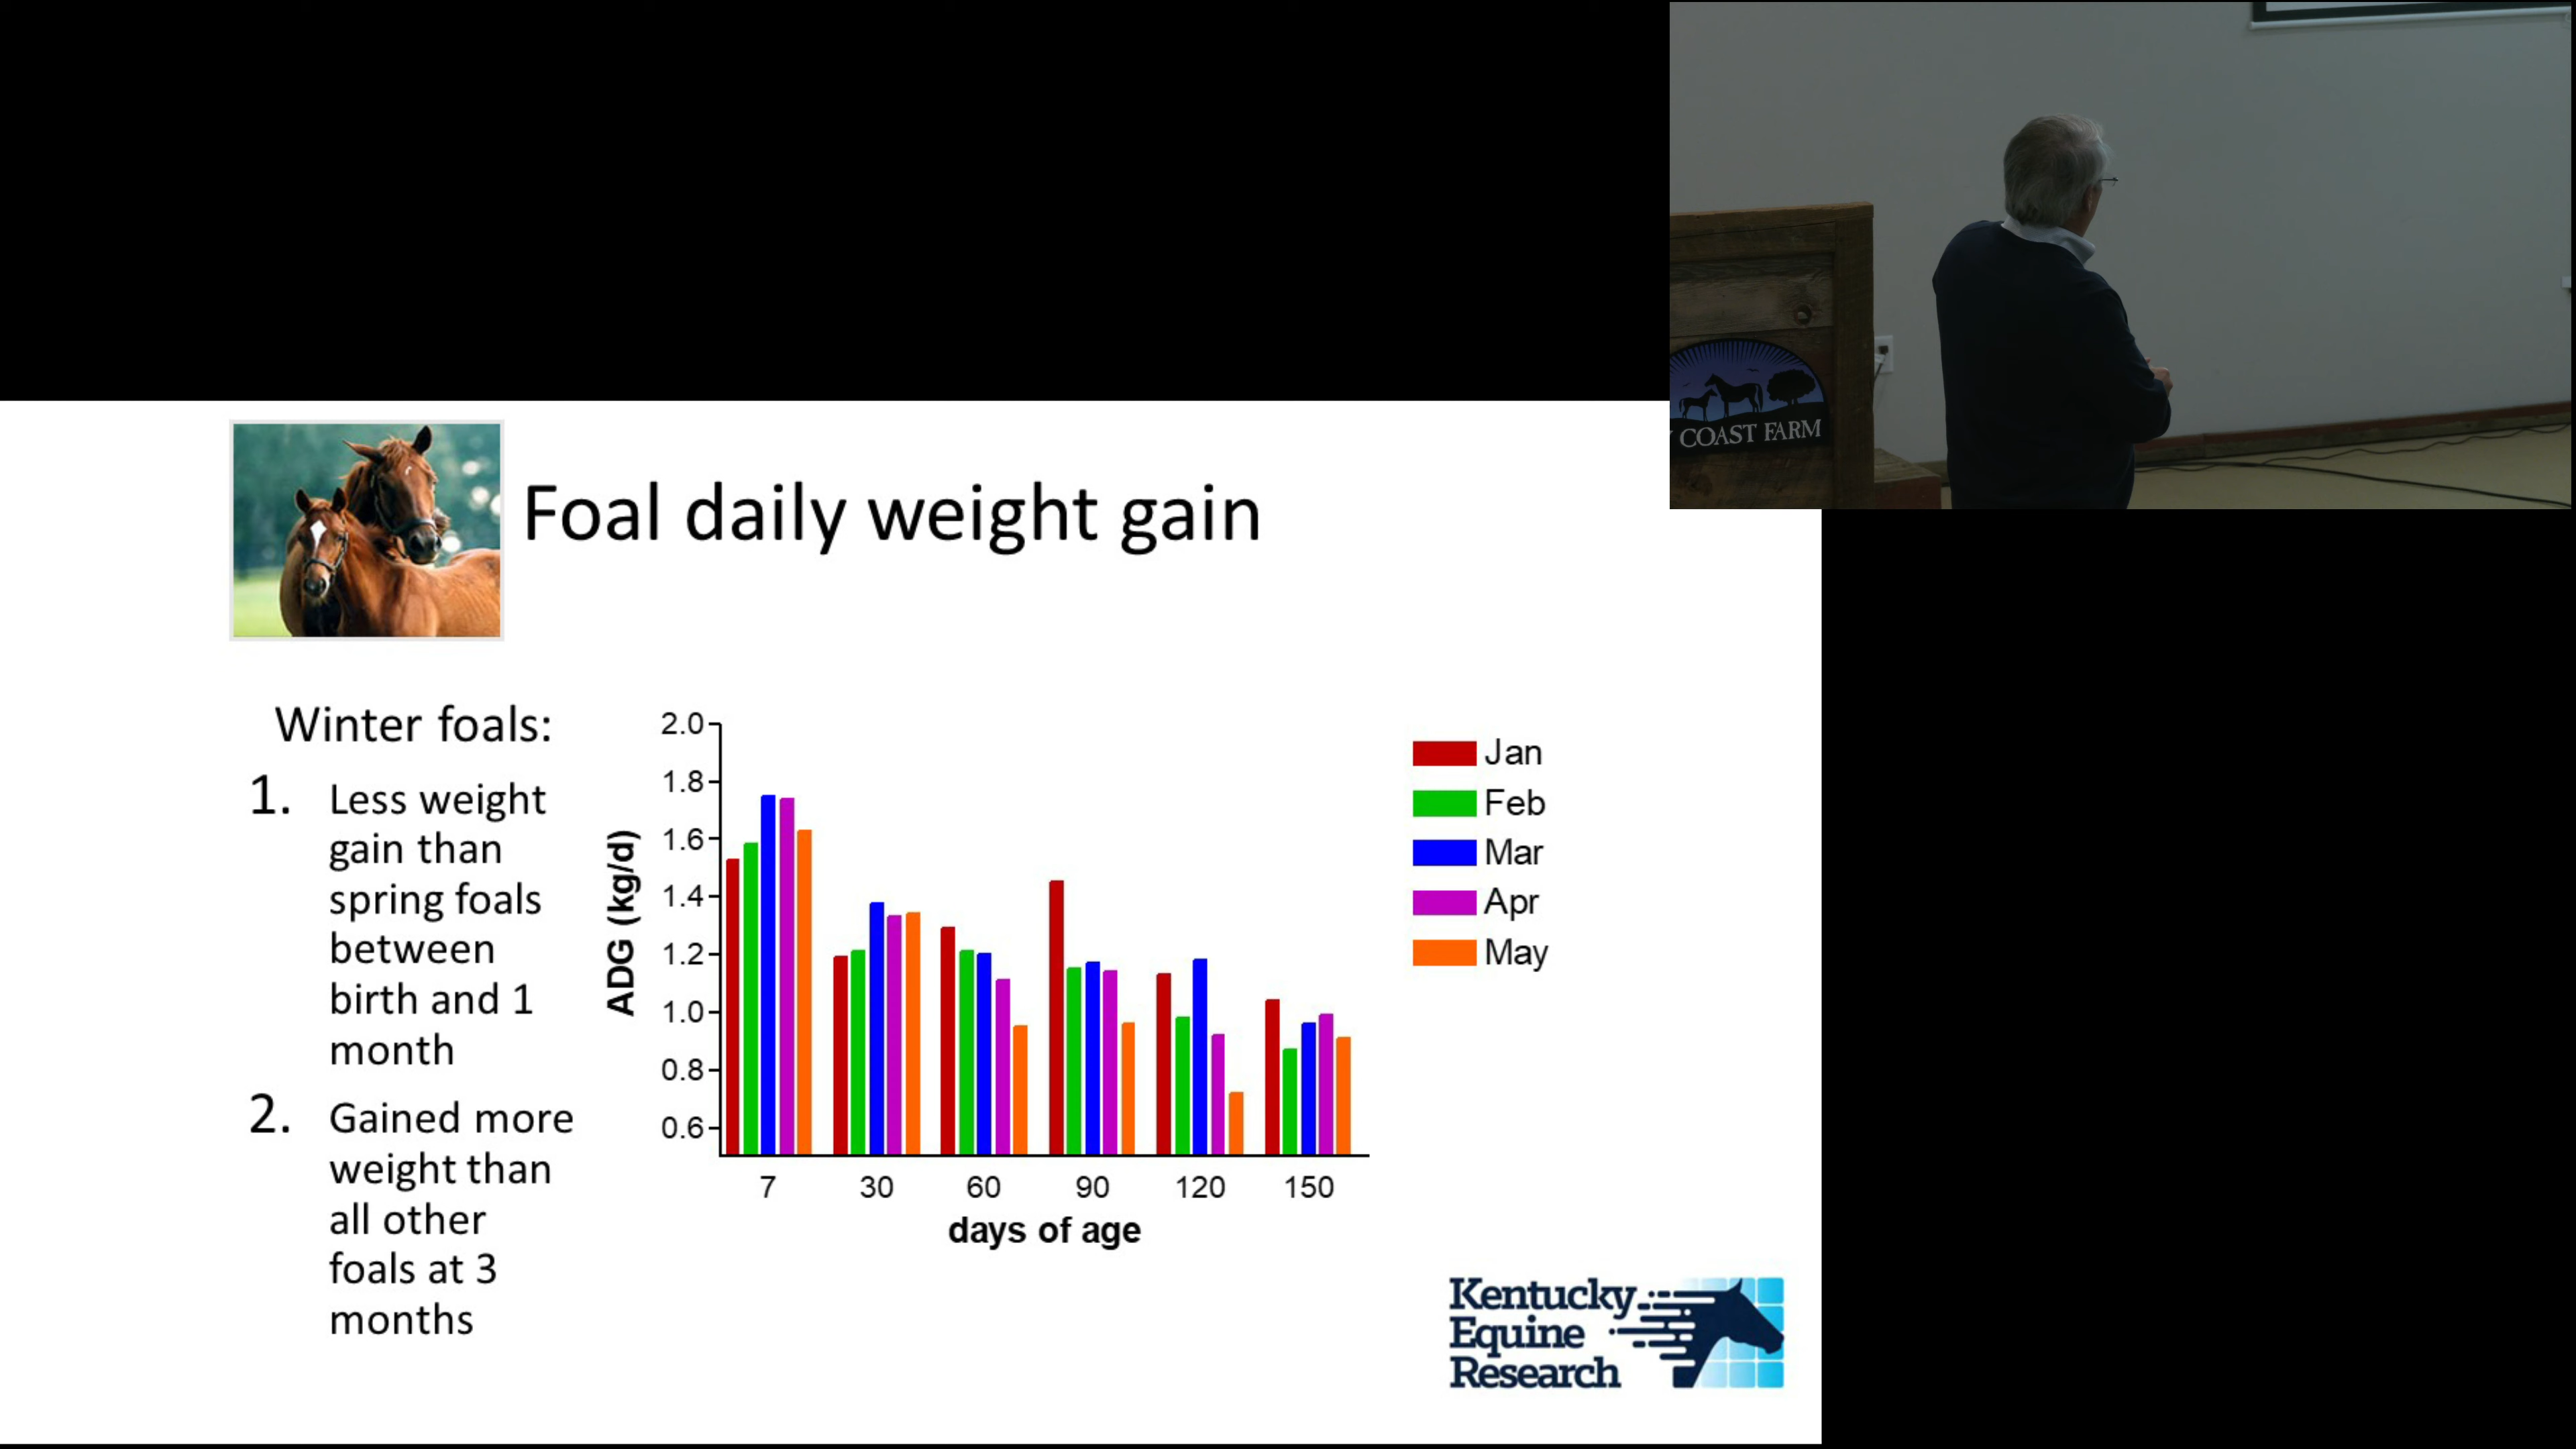 COAST FARM
Foal daily weight gain
Winter foals:
1. Less weight
gain than
spring foals
between
birth and 1
month
2. Gained more
weight than
all other
foals at 3
months
ADG (kg/d)
2.0
1.8
1.6
1.4
1.2
1.0
0.8
0.6
7 30 60 90 120 150
days of age
Jan
Feb
Mar
Apr
May
Kentucky
Equine
Research